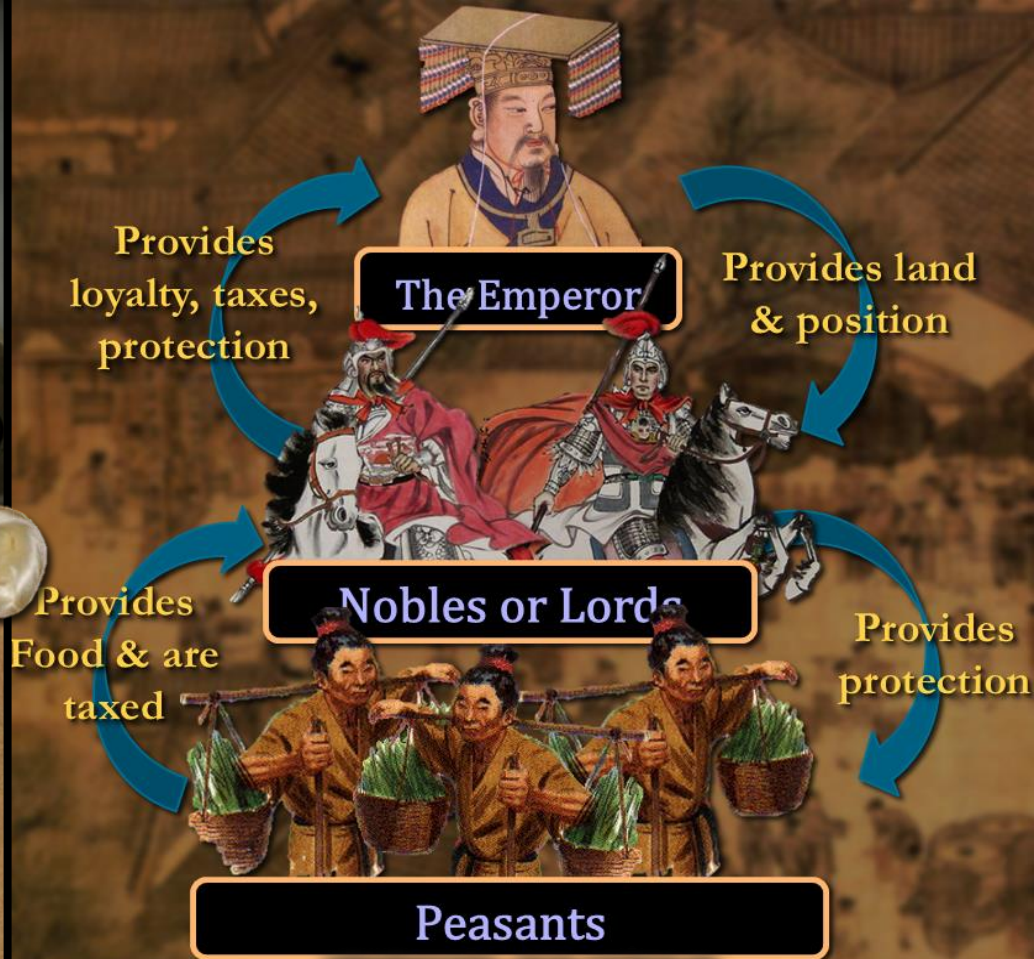 Provides
loyalty, taxes,
protection
The Emperor
Provides land
& position
Provides
Food & are
taxed
Nobles or Lords
Provides
protection
Peasants